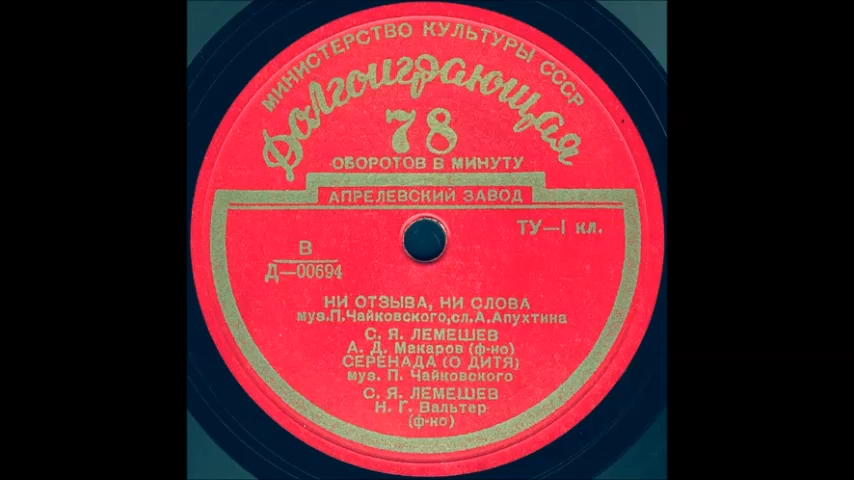 МИНИСТЕРСТВО КУЛЬТУРЫ СССР
Долгоиграющая
78
ОБОРОТОВ В МИНУТУ
АПРЕЛЕВСКИЙ ЗАВОД
ТУ—I кл.
В
Д—00694
НИ ОТЗЫВА, НИ СЛОВА
муз.П.Чайковского,сл.А.Апухтина
С. Я. ЛЕМЕШЕВ
А. Д. Макаров (ф-но)
СЕРЕНАДА (О ДИТЯ)
муз. П. Чайковского
С. Я. ЛЕМЕШЕВ
Н. Г. Вальтер
(ф-но)